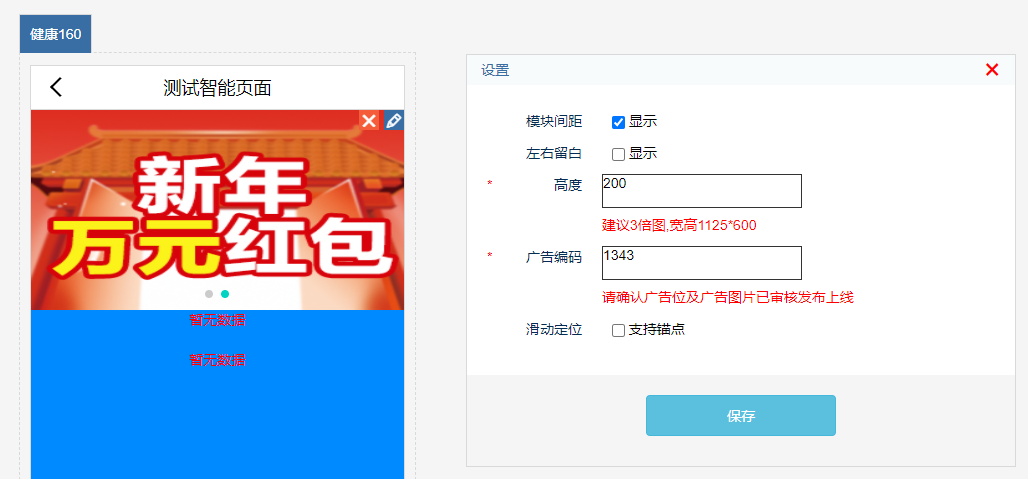 健康160
测试智能页面
新年
万元红包
暂无数据
暂无数据
设置
模块间距 显示
左右留白 显示
* 高度 200
建议3倍图,宽高1125*600
* 广告编码 1343
请确认广告位及广告图片已审核发布上线
滑动定位 支持锚点
保存